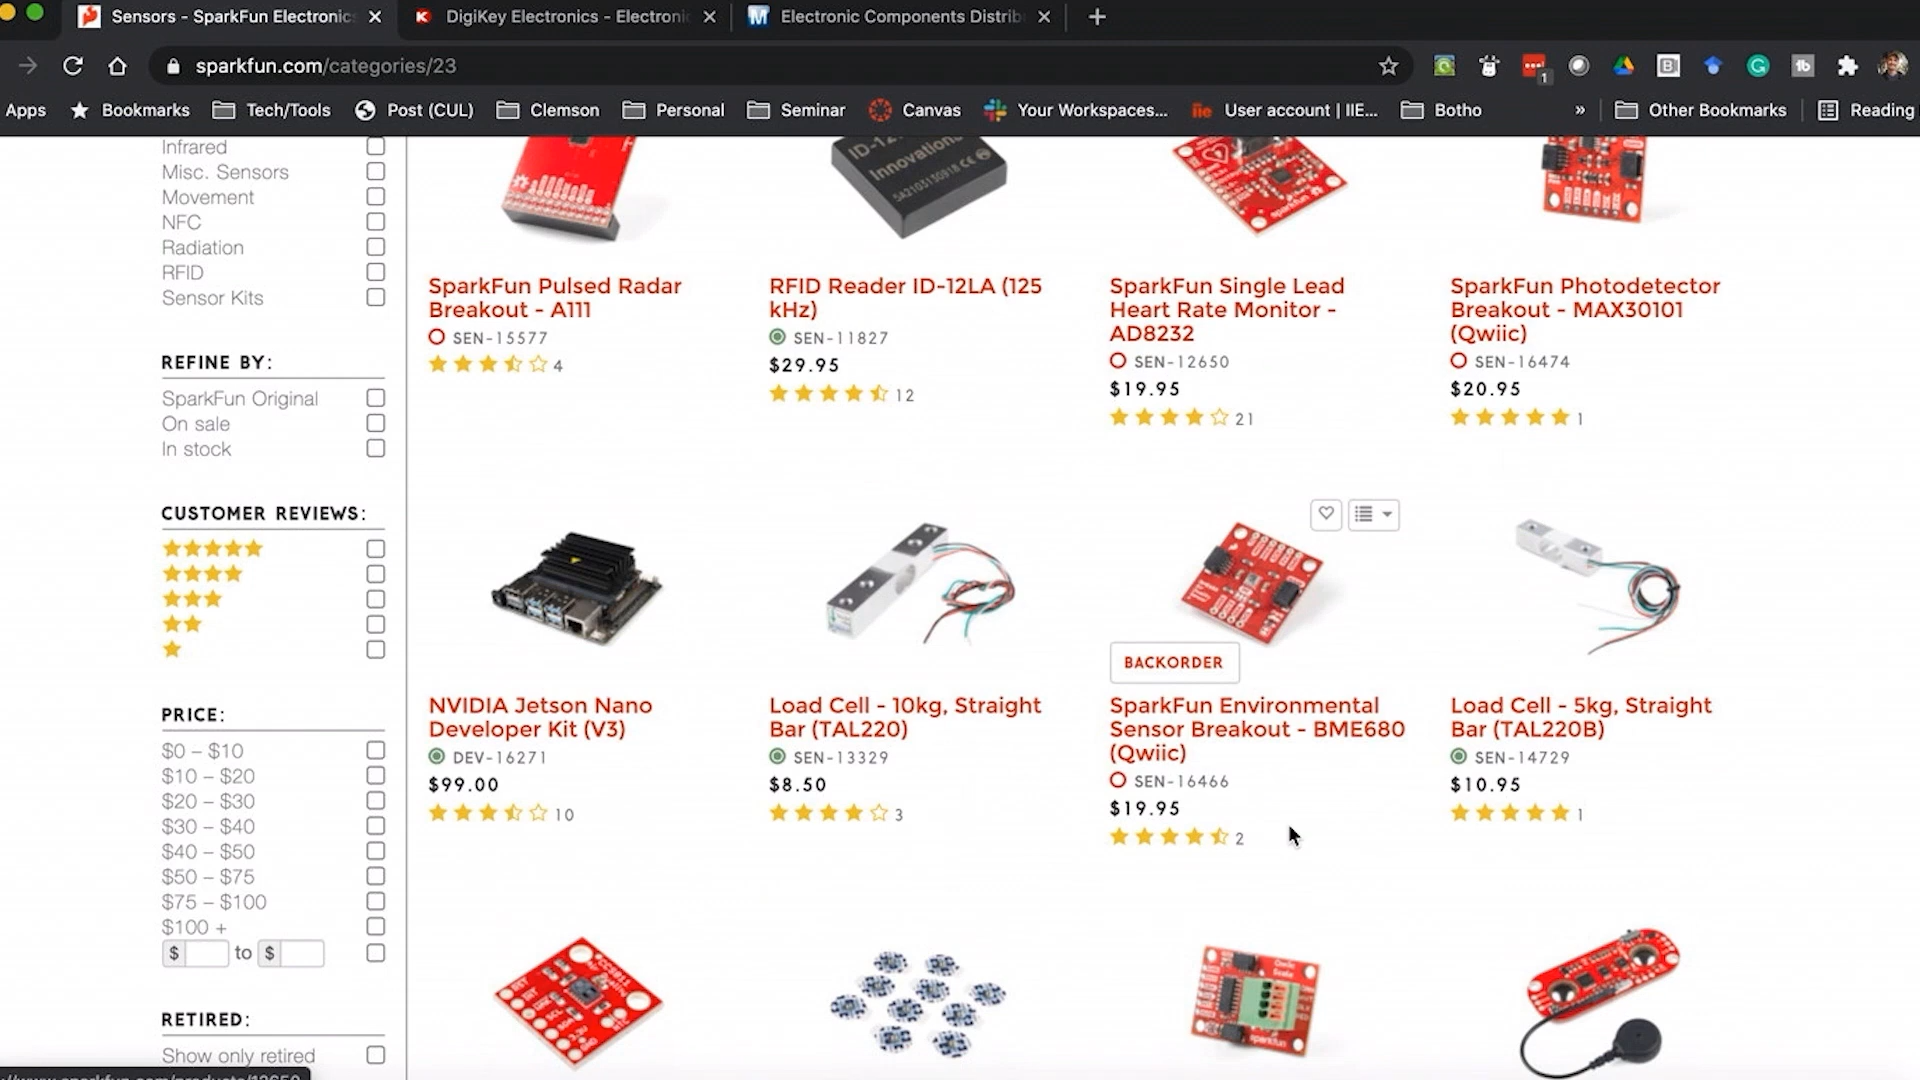 Sensors - SparkFun Electronic
DigiKey Electronics - Electroni
Electronic Components Distrib
sparkfun.com/categories/23
1
Apps
Bookmarks
Tech/Tools
Post (CUL)
Clemson
Personal
Seminar
Canvas
Your Workspaces...
iie User account | IIE...
Botho
»
Other Bookmarks
Reading
Infrared
Misc. Sensors
Movement
NFC
Radiation
RFID
Sensor Kits
REFINE BY:
SparkFun Original
On sale
In stock
CUSTOMER REVIEWS:
PRICE:
$0 – $10
$10 – $20
$20 – $30
$30 – $40
$40 – $50
$50 – $75
$75 – $100
$100 +
$ to $
RETIRED:
Show only retired
ID-12
Innovations
SparkFun Pulsed Radar
Breakout - A111
SEN-15577
4
RFID Reader ID-12LA (125
kHz)
SEN-11827
$29.95
12
SparkFun Single Lead
Heart Rate Monitor -
AD8232
SEN-12650
$19.95
21
SparkFun Photodetector
Breakout - MAX30101
(Qwiic)
SEN-16474
$20.95
1
NVIDIA Jetson Nano
Developer Kit (V3)
DEV-16271
$99.00
10
Load Cell - 10kg, Straight
Bar (TAL220)
SEN-13329
$8.50
3
BACKORDER
SparkFun Environmental
Sensor Breakout - BME680
(Qwiic)
SEN-16466
$19.95
2
Load Cell - 5kg, Straight
Bar (TAL220B)
SEN-14729
$10.95
1